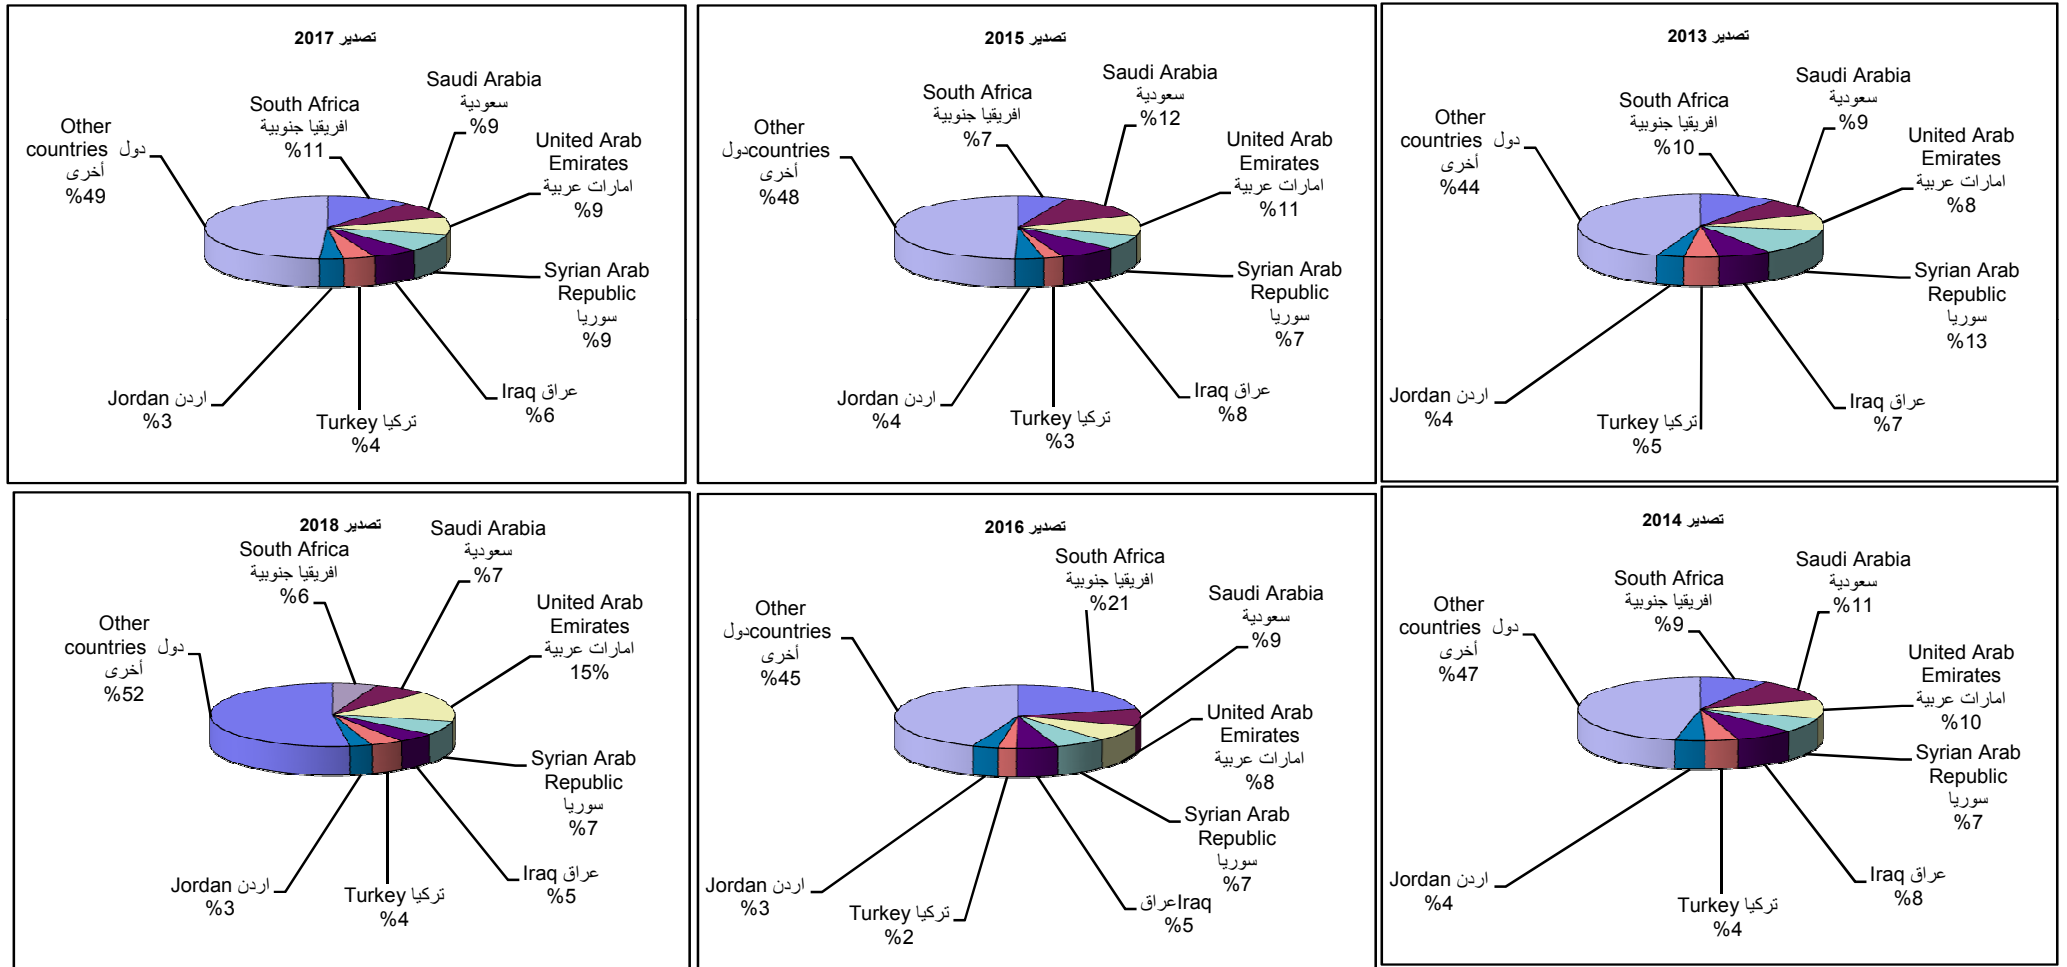 تصدير 2017
Saudi Arabia
سعودية
%9
South Africa
افريقيا جنوبية
%11
United Arab
Emirates
امارات عربية
%9
Other
countries دول
أخرى
%49
Syrian Arab
Republic
سوريا
%9
Iraq عراق
%6
Turkey تركيا
%4
Jordan اردن
%3
تصدير 2015
Saudi Arabia
سعودية
%12
South Africa
افريقيا جنوبية
%7
United Arab
Emirates
امارات عربية
%11
Other
countriesدول
أخرى
%48
Syrian Arab
Republic
سوريا
%7
Iraq عراق
%8
Turkey تركيا
%3
Jordan اردن
%4
تصدير 2013
Saudi Arabia
سعودية
%9
South Africa
افريقيا جنوبية
%10
United Arab
Emirates
امارات عربية
%8
Other
countries دول
أخرى
%44
Syrian Arab
Republic
سوريا
%13
Iraq عراق
%7
Turkey تركيا
%5
Jordan اردن
%4
تصدير 2018
Saudi Arabia
سعودية
%7
South Africa
افريقيا جنوبية
%6
United Arab
Emirates
امارات عربية
15%
Other
countries دول
أخرى
%52
Syrian Arab
Republic
سوريا
%7
Iraq عراق
%5
Turkey تركيا
%4
Jordan اردن
%3
تصدير 2016
South Africa
افريقيا جنوبية
%21
Saudi Arabia
سعودية
%9
United Arab
Emirates
امارات عربية
%8
Other
countriesدول
أخرى
%45
Syrian Arab
Republic
سوريا
%7
Iraqعراق
%5
Turkey تركيا
%2
Jordan اردن
%3
تصدير 2014
Saudi Arabia
سعودية
%11
South Africa
افريقيا جنوبية
%9
United Arab
Emirates
امارات عربية
%10
Other
countries دول
أخرى
%47
Syrian Arab
Republic
سوريا
%7
Iraq عراق
%8
Turkey تركيا
%4
Jordan اردن
%4